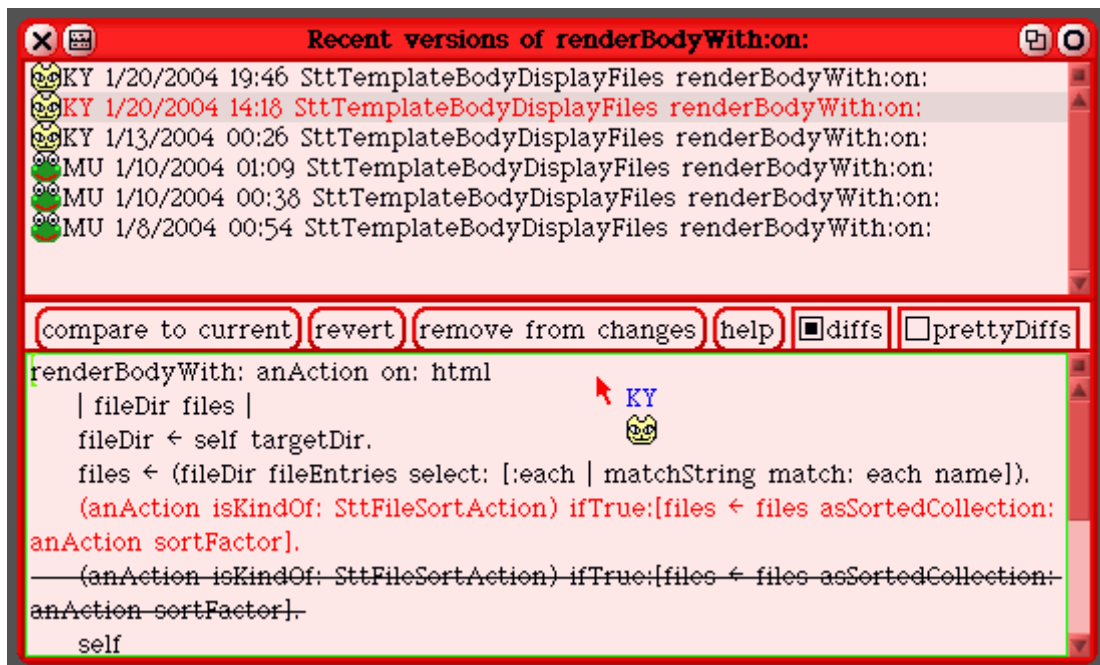 Recent versions of renderBodyWith:on:
KY 1/20/2004 19:46 SttTemplateBodyDisplayFiles renderBodyWith:on:
KY 1/20/2004 14:18 SttTemplateBodyDisplayFiles renderBodyWith:on:
KY 1/13/2004 00:26 SttTemplateBodyDisplayFiles renderBodyWith:on:
MU 1/10/2004 01:09 SttTemplateBodyDisplayFiles renderBodyWith:on:
MU 1/10/2004 00:38 SttTemplateBodyDisplayFiles renderBodyWith:on:
MU 1/8/2004 00:54 SttTemplateBodyDisplayFiles renderBodyWith:on:
compare to current revert remove from changes help diffs prettyDiffs
renderBodyWith: anAction on: html
| fileDir files |
KY
fileDir ← self targetDir.
files ← (fileDir fileEntries select: [:each | matchString match: each name]).
(anAction isKindOf: SttFileSortAction) ifTrue:[files ← files asSortedCollection:
anAction sortFactor].
(anAction isKindOf: SttFileSortAction) ifTrue:[files ← files asSortedCollection:
anAction sortFactor].
self